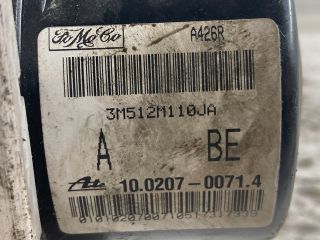 FoMoCo A426R
3M512M110JA
A BE
Ate 10.0207-0071.4